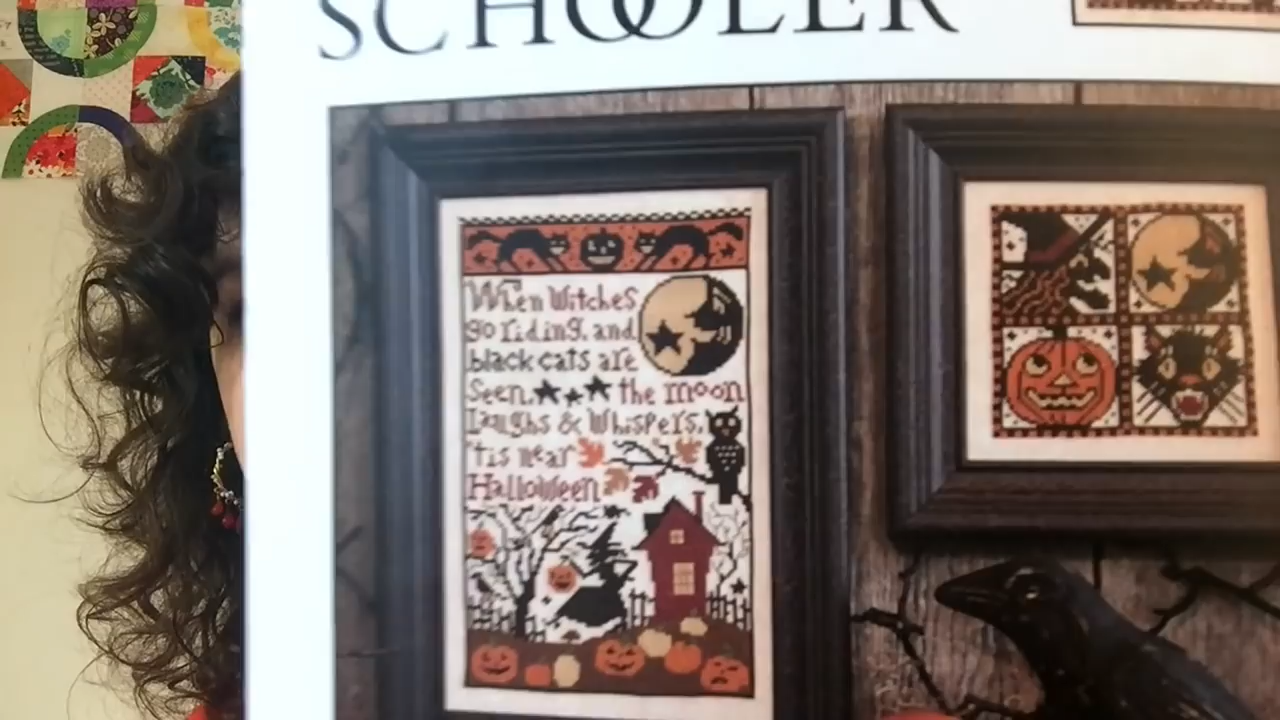 SCHOOLER
When Witches
go riding, and
black cats are
Seen, the moon
Laughs & Whispers,
'tis near
Halloween